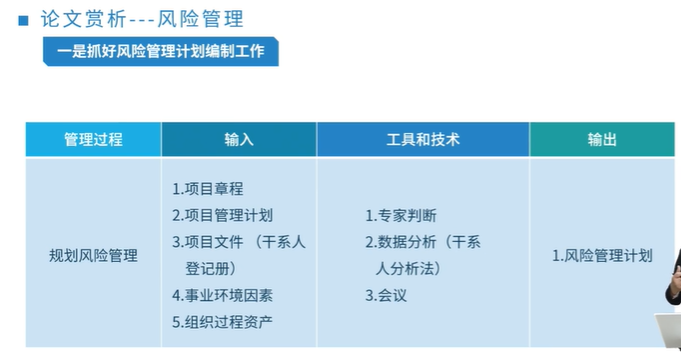 论文赏析---风险管理
一是抓好风险管理计划编制工作
管理过程 输入 工具和技术 输出
规划风险管理
1.项目章程
2.项目管理计划
3.项目文件 （干系人
登记册）
4.事业环境因素
5.组织过程资产
1.专家判断
2.数据分析（干系
人分析法）
3.会议
1.风险管理计划